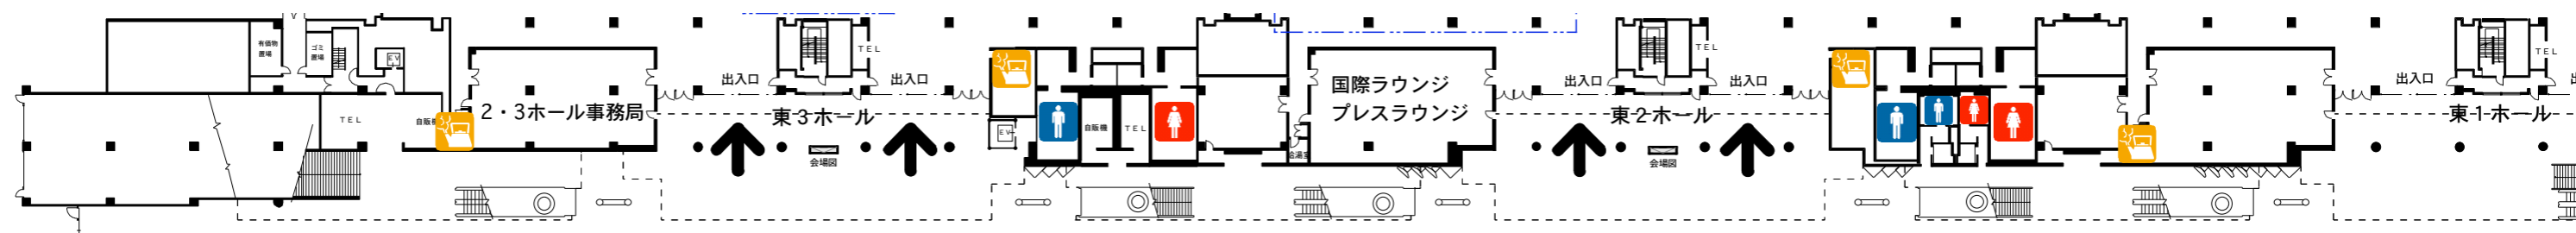 有価物
置場
ゴミ
置場
EV
TEL
自販機
2・3ホール事務局
出入口
TEL
出入口
東3ホール
会場図
EV
自販機
TEL
給湯室
国際ラウンジ
プレスラウンジ
出入口
TEL
出入口
東2ホール
会場図
出入口
TEL
東1ホール